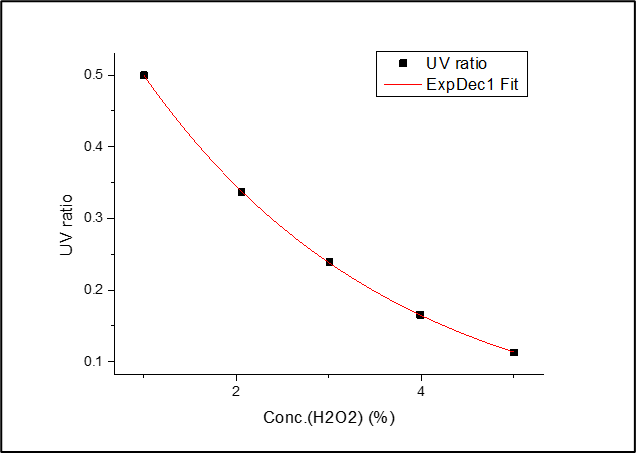 UV ratio
ExpDec1 Fit
0.5
0.4
0.3
0.2
0.1
UV ratio
2
4
Conc.(H2O2) (%)